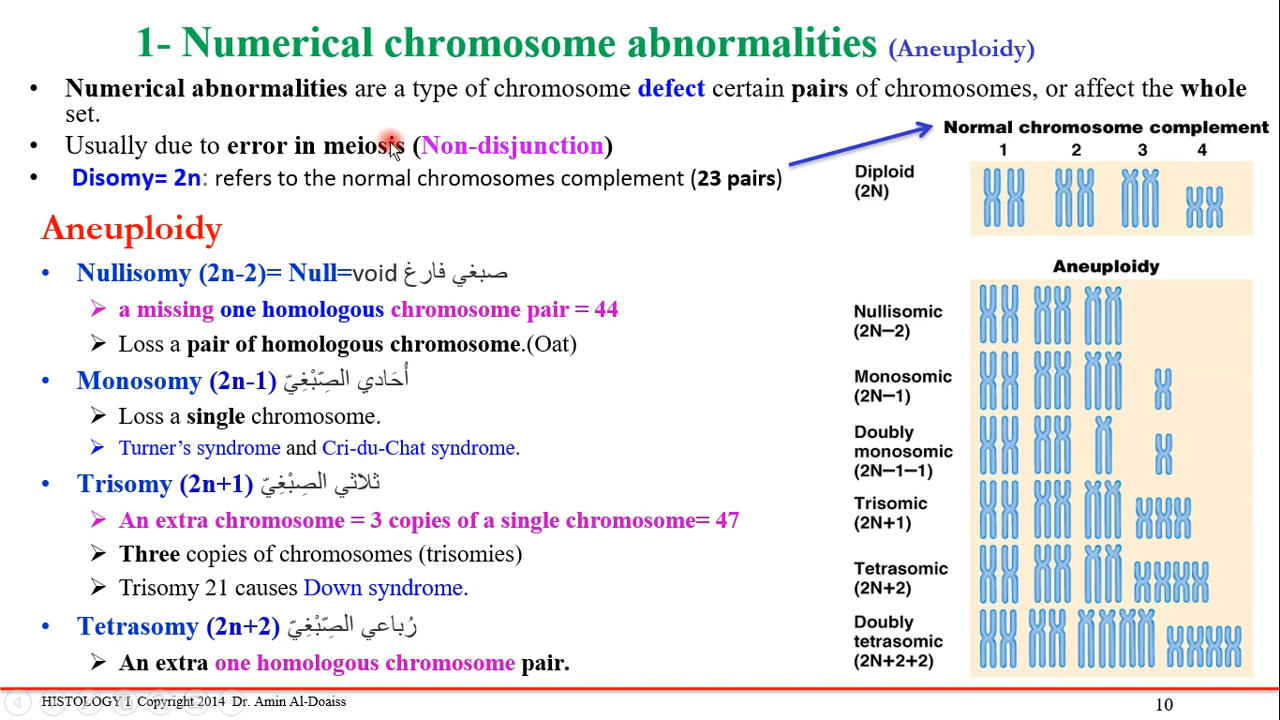 1- Numerical chromosome abnormalities (Aneuploidy)
• Numerical abnormalities are a type of chromosome defect certain pairs of chromosomes, or affect the whole
set.
• Usually due to error in meiosis (Non-disjunction)
• Disomy= 2n: refers to the normal chromosomes complement (23 pairs)
Aneuploidy
• Nullisomy (2n-2)= Null=void صبغي فارغ
➢ a missing one homologous chromosome pair = 44
➢ Loss a pair of homologous chromosome.(Oat)
• Monosomy (2n-1) أُحَادي الصِّبْغِيّ
➢ Loss a single chromosome.
➢ Turner's syndrome and Cri-du-Chat syndrome.
• Trisomy (2n+1) ثلاثي الصِبْغِيّ
➢ An extra chromosome = 3 copies of a single chromosome= 47
➢ Three copies of chromosomes (trisomies)
➢ Trisomy 21 causes Down syndrome.
• Tetrasomy (2n+2) رُباعي الصِّبْغِيّ
➢ An extra one homologous chromosome pair.
Normal chromosome complement
1 2 3 4
Diploid
(2N)
Aneuploidy
Nullisomic
(2N−2)
Monosomic
(2N−1)
Doubly
monosomic
(2N−1−1)
Trisomic
(2N+1)
Tetrasomic
(2N+2)
Doubly
tetrasomic
(2N+2+2)
HISTOLOGY I Copyright 2014 Dr. Amin Al-Doaiss
10